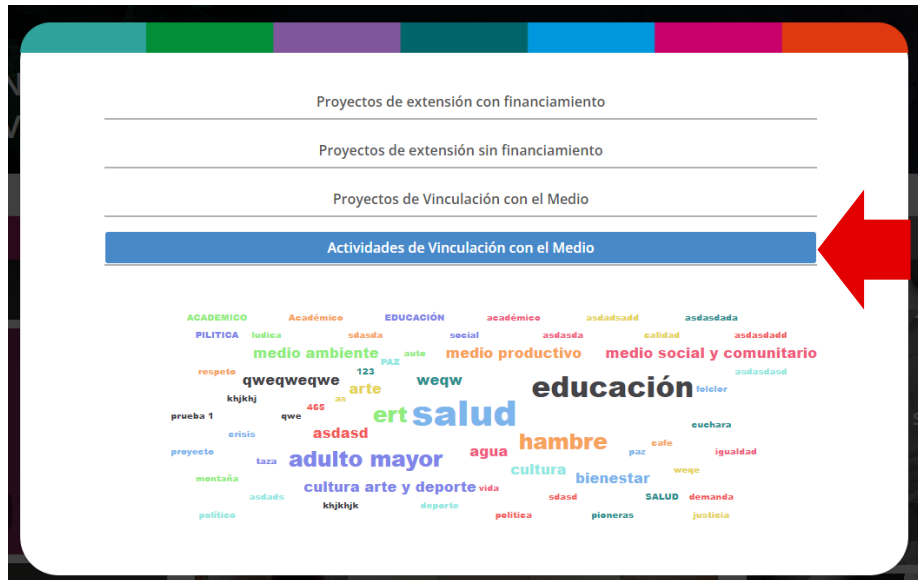 Proyectos de extensión con financiamiento
Proyectos de extensión sin financiamiento
Proyectos de Vinculación con el Medio
Actividades de Vinculación con el Medio
ACADEMICO Académico EDUCACIÓN académico asdadsadd asdasdada
PILITICA ludica sdasda social asdasda calidad asdasdadd
medio ambiente auto medio productivo medio social y comunitario
PAZ
respeto 123 asdasdasd
qweqweqwe arte weqw educación folclor
khjkhj as
prueba 1 qwe 465 ert salud
cuchara
crisis asdasd
proyecto taza adulto mayor agua hambre paz cafe igualdad
montaña cultura bienestar weqe
cultura arte y deporte vida
asdads khjkhjk deporte sdasd SALUD demanda
político politica pioneras justicia